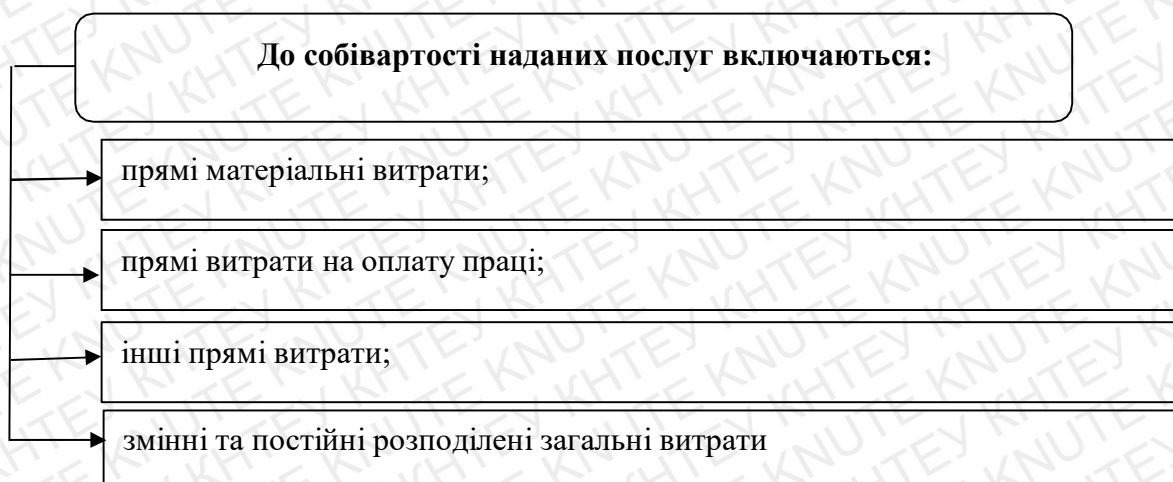 До собівартості наданих послуг включаються:
прямі матеріальні витрати;
прямі витрати на оплату праці;
інші прямі витрати;
змінні та постійні розподілені загальні витрати